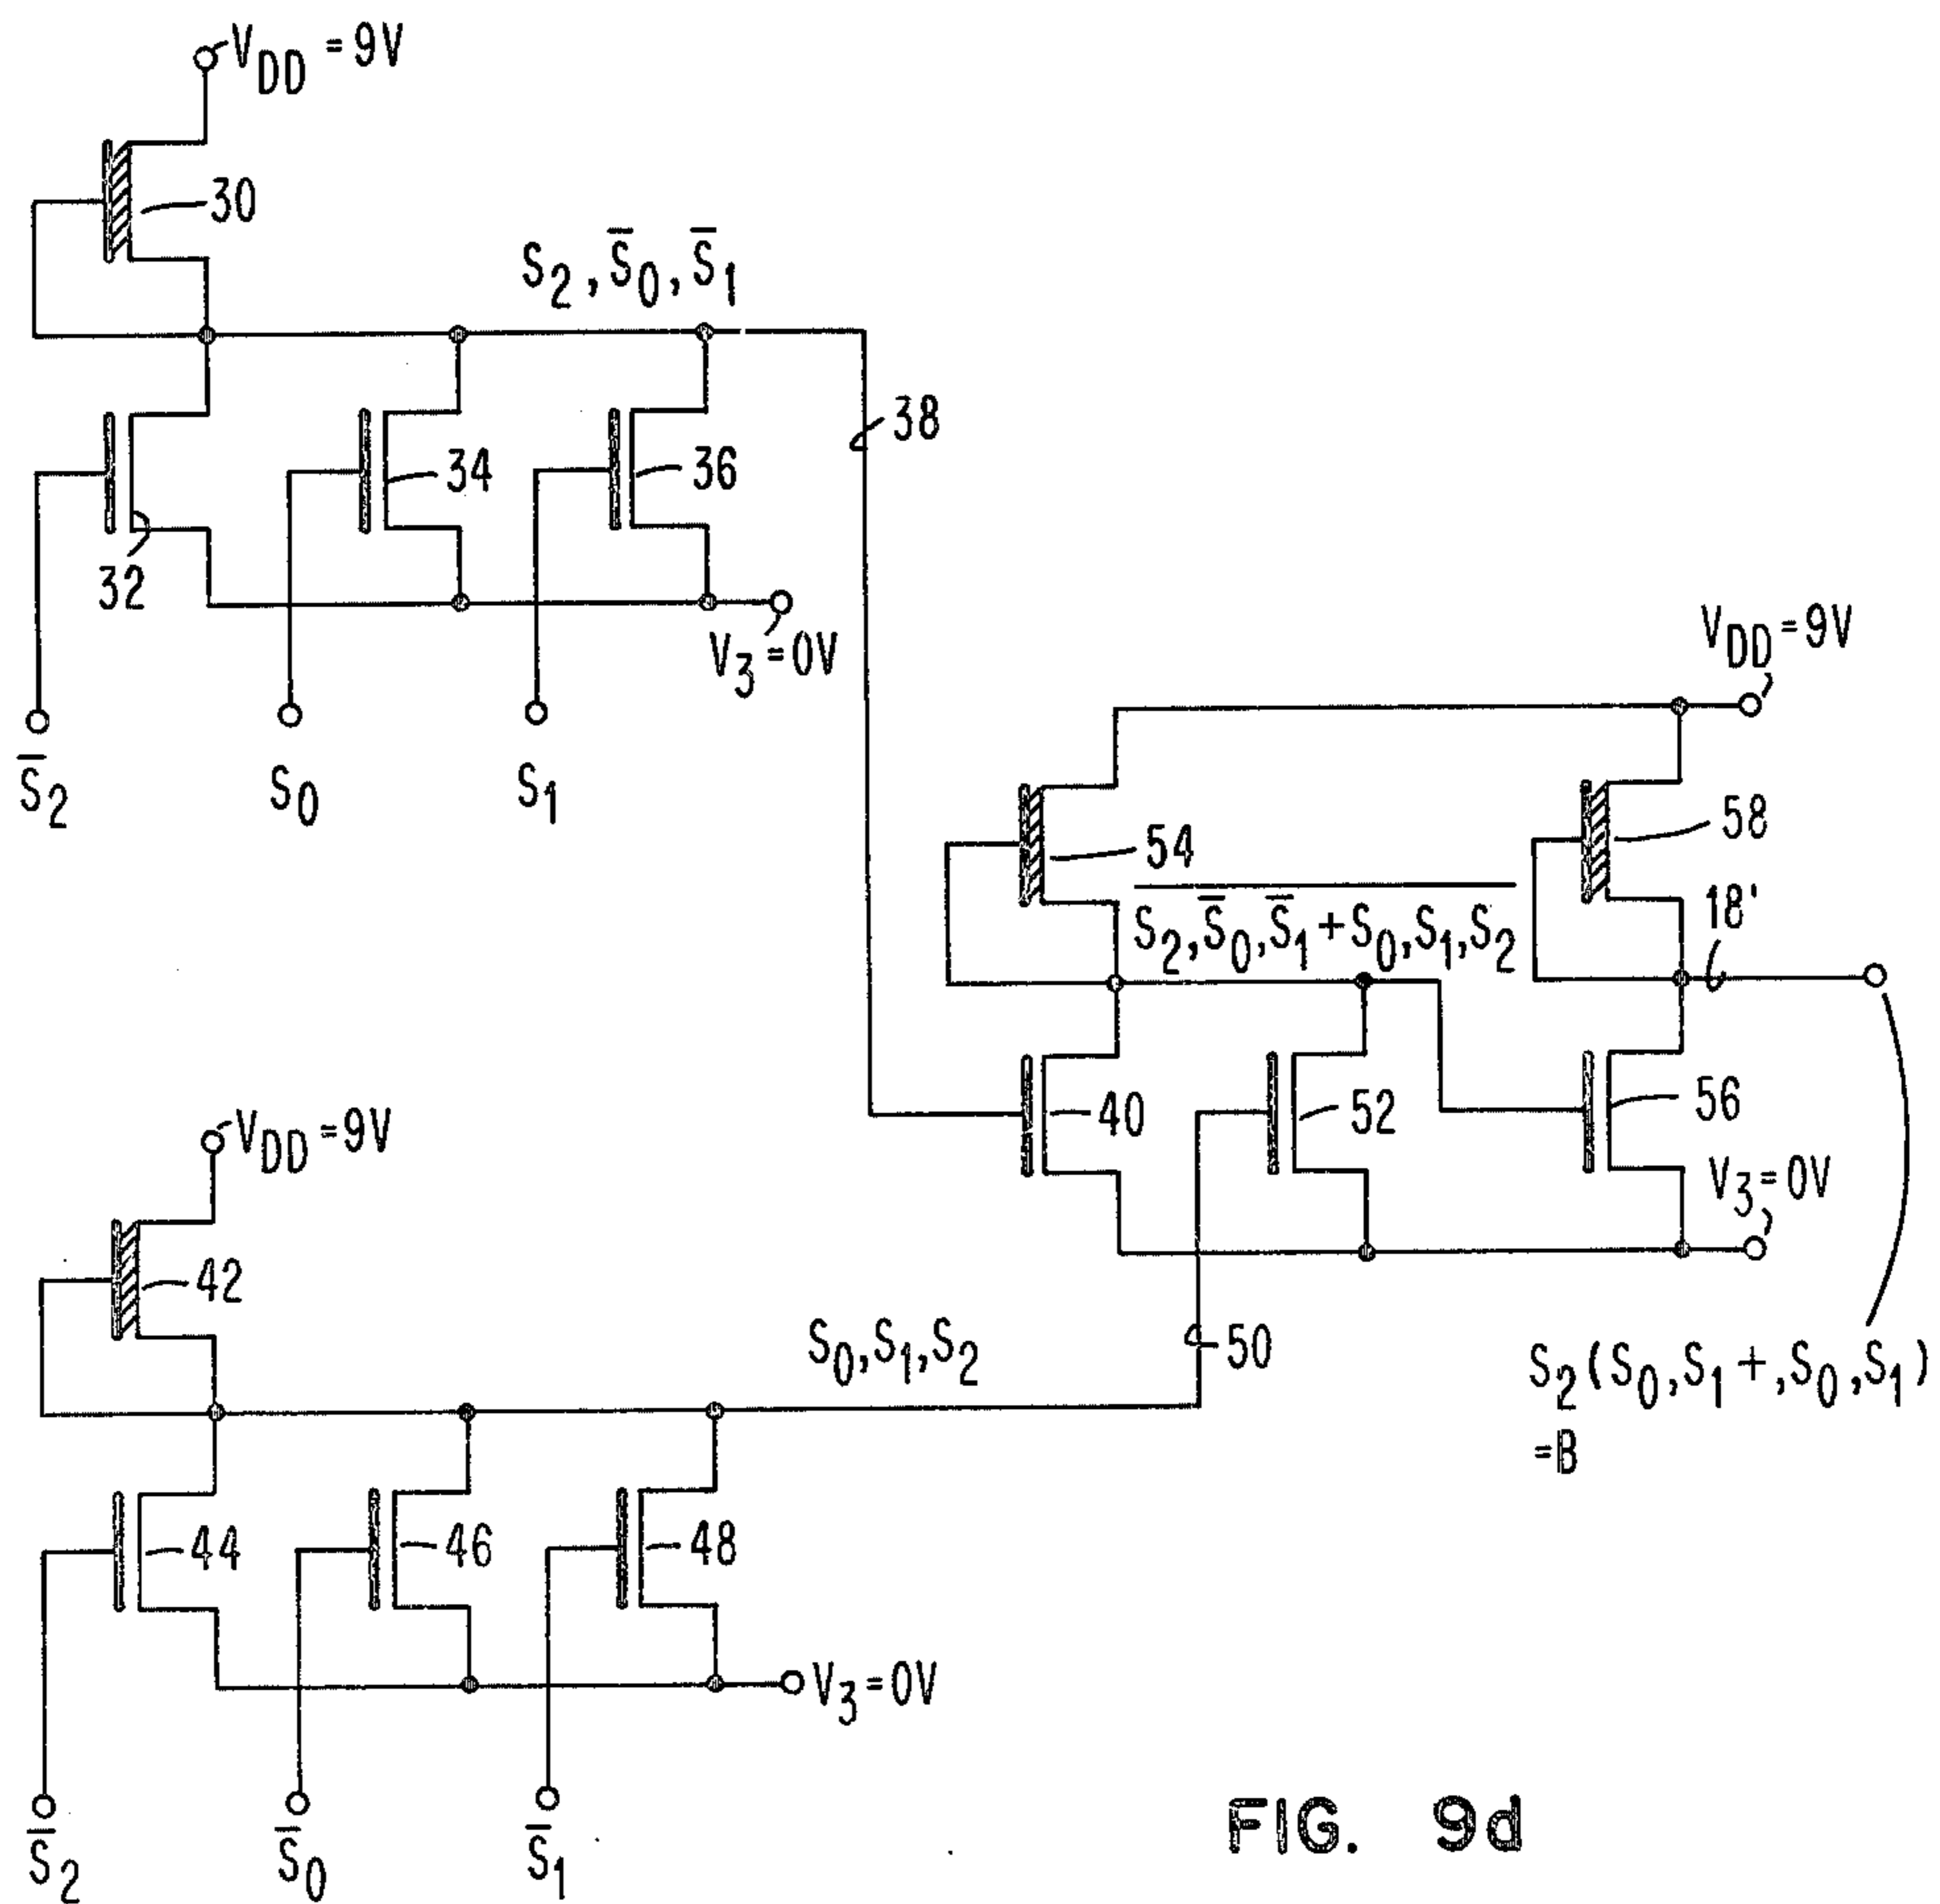 V_DD = 9V
30
S_2, S̅_0, S̅_1
38
34
36
32
V_3 = 0V
S̅_2
S_0
S_1
V_DD = 9V
54
58
18'
S_2, S̅_0, S̅_1 + S_0, S_1, S_2
40
52
56
V_3 = 0V
V_DD = 9V
42
S_0, S_1, S_2
50
S_2 (S_0, S_1 + , S_0 , S_1)
= B
44
46
48
V_3 = 0V
S̅_2
S̅_0
S̅_1
FIG. 9d